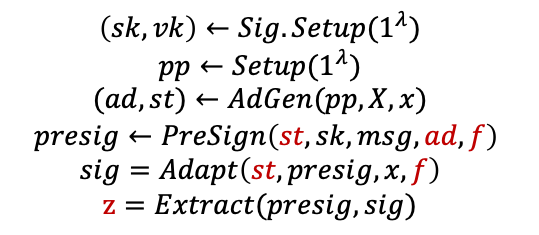 (sk, vk) ← Sig.Setup(1^λ)
pp ← Setup(1^λ)
(ad, st) ← AdGen(pp, X, x)
presig ← PreSign(st, sk, msg, ad, f)
sig = Adapt(st, presig, x, f)
z = Extract(presig, sig)